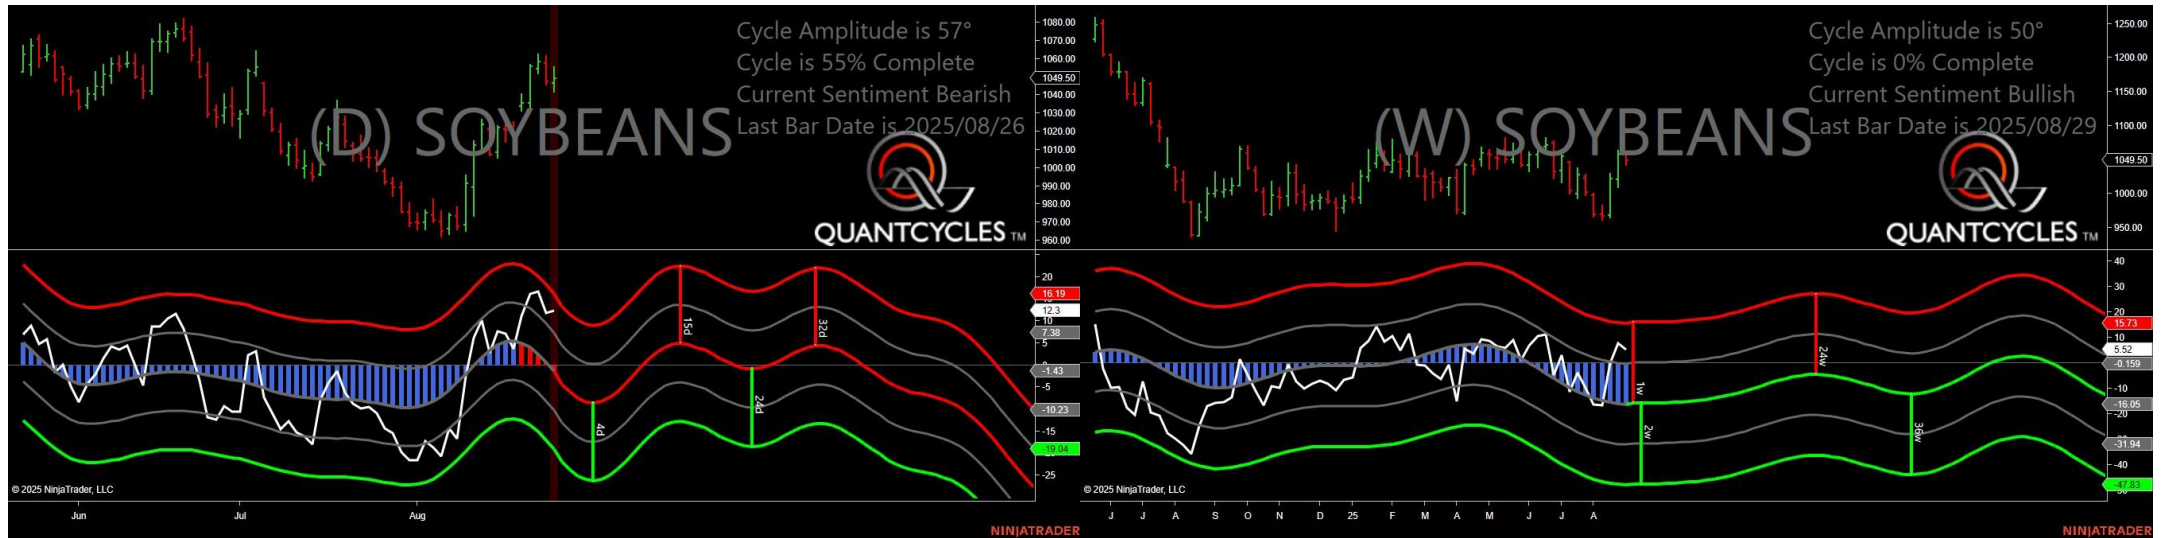 Cycle Amplitude is 57°
Cycle is 55% Complete
Current Sentiment Bearish
Last Bar Date is 2025/08/26
(D) SOYBEANS
QUANTCYCLES TM
1080.00
1070.00
1060.00
1049.50
1040.00
1030.00
1020.00
1010.00
1000.00
990.00
980.00
970.00
960.00
20
16.19
12.3
10
7.38
5
0
-1.43
-5
-10.23
-15
-19.04
-25
15d
32d
24d
4d
© 2025 NinjaTrader, LLC
Jun
Jul
Aug
NINJATRADER
Cycle Amplitude is 50°
Cycle is 0% Complete
Current Sentiment Bullish
Last Bar Date is 2025/08/29
(W) SOYBEANS
QUANTCYCLES TM
1250.00
1200.00
1150.00
1100.00
1049.50
1000.00
950.00
40
30
20
15.73
10
5.52
-0.159
-10
-16.05
-20
-31.94
-40
-47.83
24w
1w
2w
36w
© 2025 NinjaTrader, LLC
J J A S O N D 25 F M A M J J A
NINJATRADER